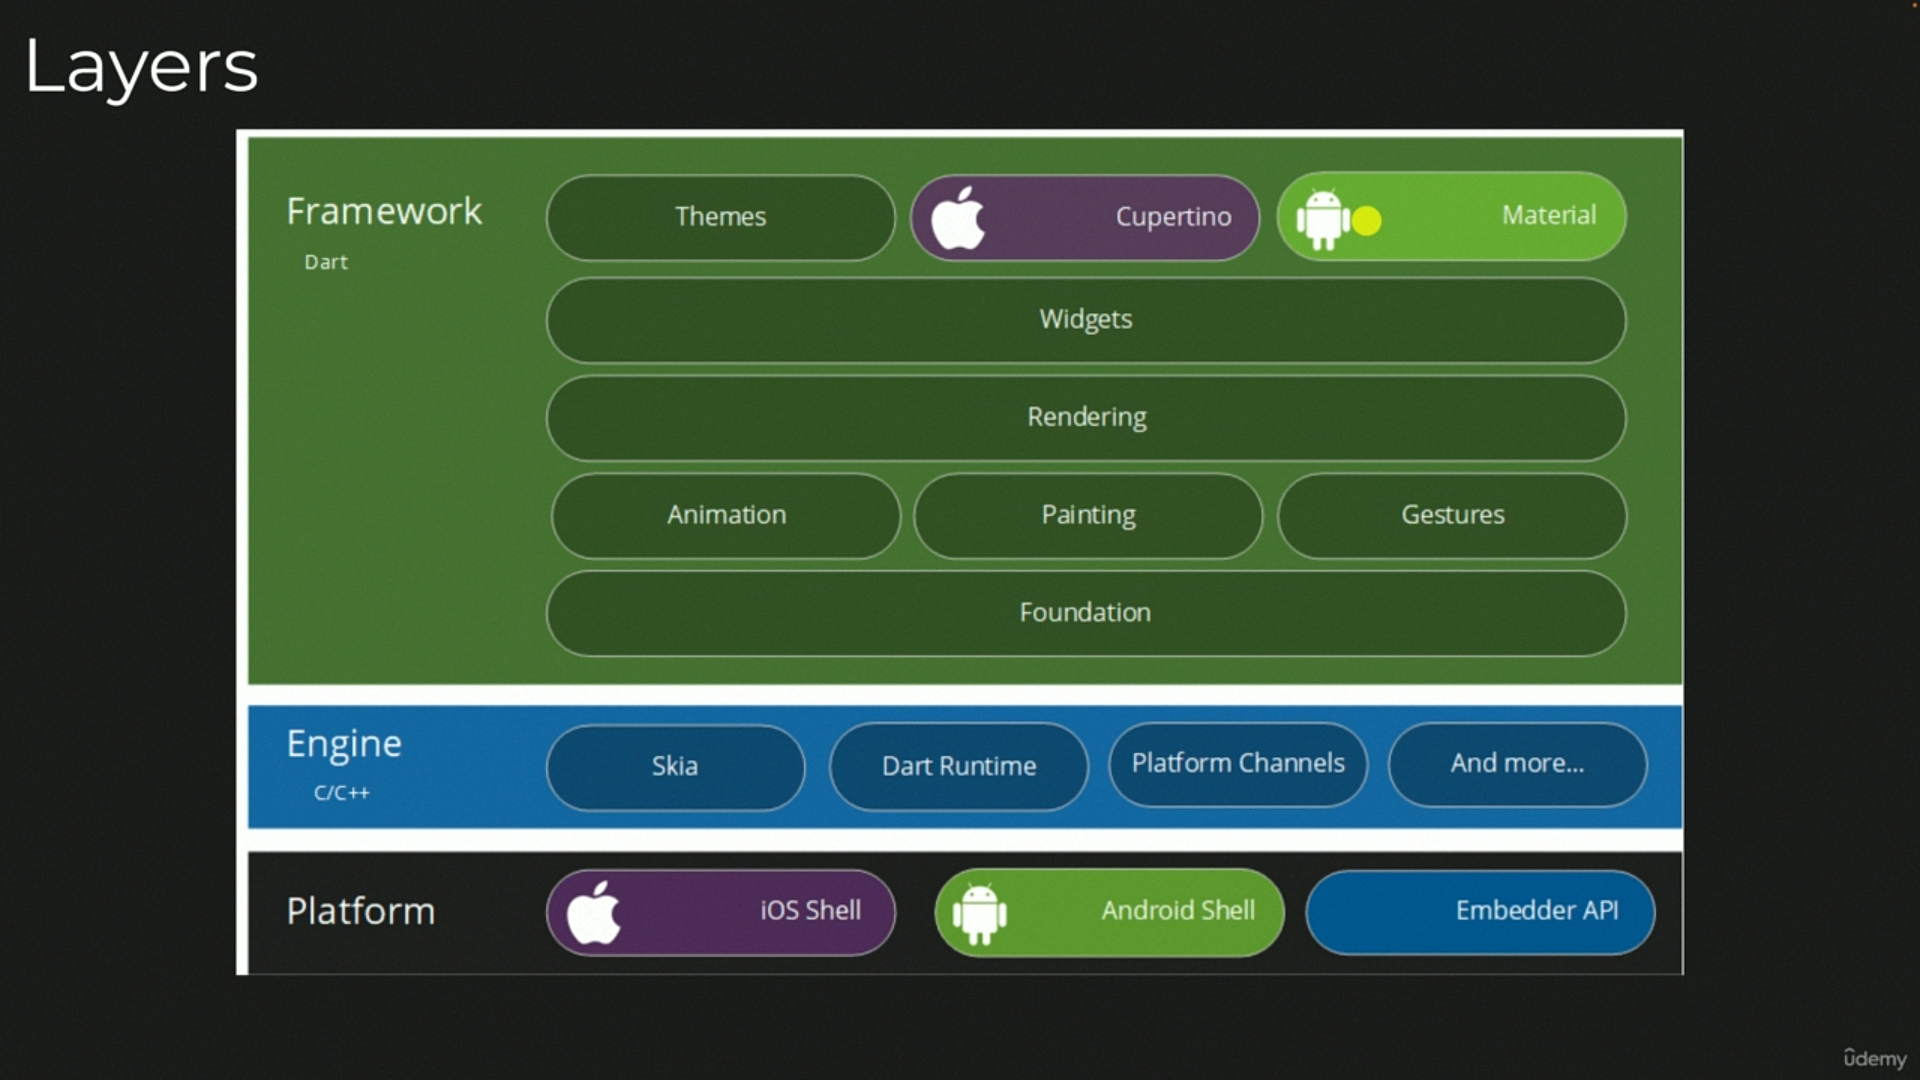 Layers
Framework
Dart
Themes
Cupertino
Material
Widgets
Rendering
Animation
Painting
Gestures
Foundation
Engine
C/C++
Skia
Dart Runtime
Platform Channels
And more...
Platform
iOS Shell
Android Shell
Embedder API
ûdemy